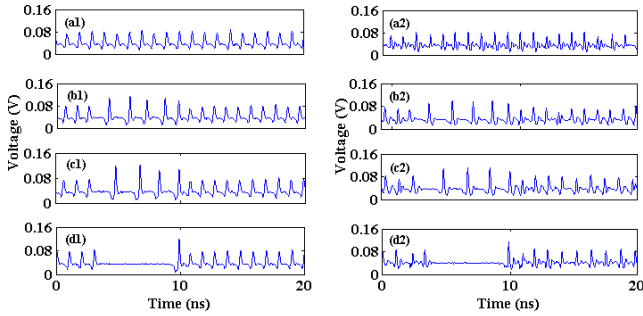 0.16
0.08
0
(a1)
0.16
0.08
0
(b1)
0.16
0.08
0
(c1)
0.16
0.08
0
(d1)
0
10
20
Time (ns)
Voltage (V)
0.16
0.08
0
(a2)
0.16
0.08
0
(b2)
0.16
0.08
0
(c2)
0.16
0.08
0
(d2)
0
10
20
Time (ns)
Voltage (V)